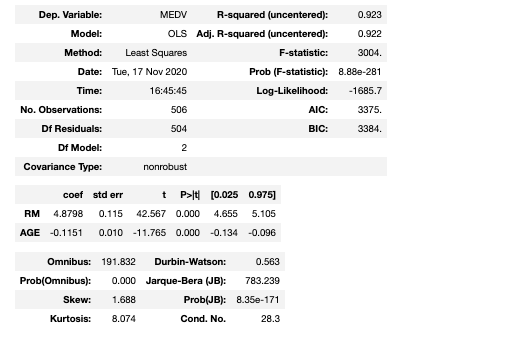 Dep. Variable: MEDV R-squared (uncentered): 0.923
Model: OLS Adj. R-squared (uncentered): 0.922
Method: Least Squares F-statistic: 3004.
Date: Tue, 17 Nov 2020 Prob (F-statistic): 8.88e-281
Time: 16:45:45 Log-Likelihood: -1685.7
No. Observations: 506 AIC: 3375.
Df Residuals: 504 BIC: 3384.
Df Model: 2
Covariance Type: nonrobust
coef std err t P>|t| [0.025 0.975]
RM 4.8798 0.115 42.567 0.000 4.655 5.105
AGE -0.1151 0.010 -11.765 0.000 -0.134 -0.096
Omnibus: 191.832 Durbin-Watson: 0.563
Prob(Omnibus): 0.000 Jarque-Bera (JB): 783.239
Skew: 1.688 Prob(JB): 8.35e-171
Kurtosis: 8.074 Cond. No. 28.3